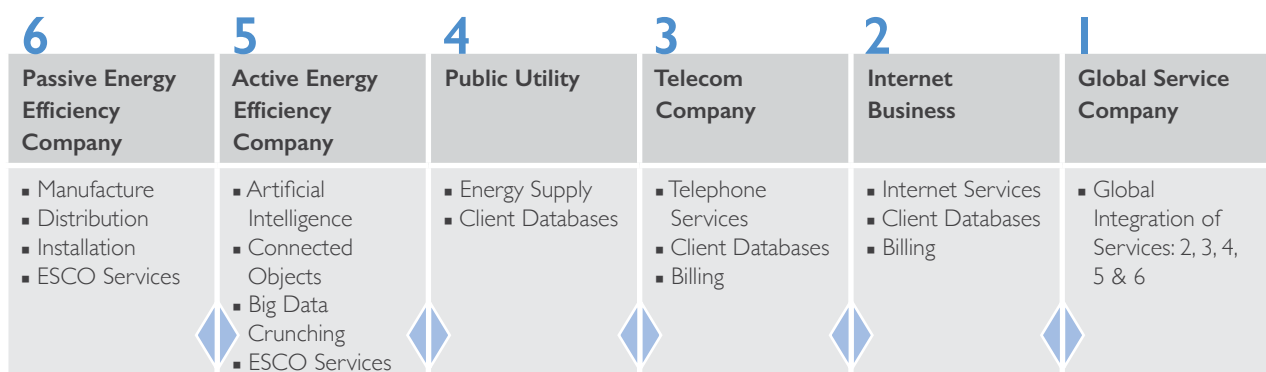 6
Passive Energy
Efficiency
Company
▪ Manufacture
▪ Distribution
▪ Installation
▪ ESCO Services
5
Active Energy
Efficiency
Company
▪ Artificial
Intelligence
▪ Connected
Objects
▪ Big Data
Crunching
▪ ESCO Services
4
Public Utility
▪ Energy Supply
▪ Client Databases
3
Telecom
Company
▪ Telephone
Services
▪ Client Databases
▪ Billing
2
Internet
Business
▪ Internet Services
▪ Client Databases
▪ Billing
1
Global Service
Company
▪ Global
Integration of
Services: 2, 3, 4,
5 & 6